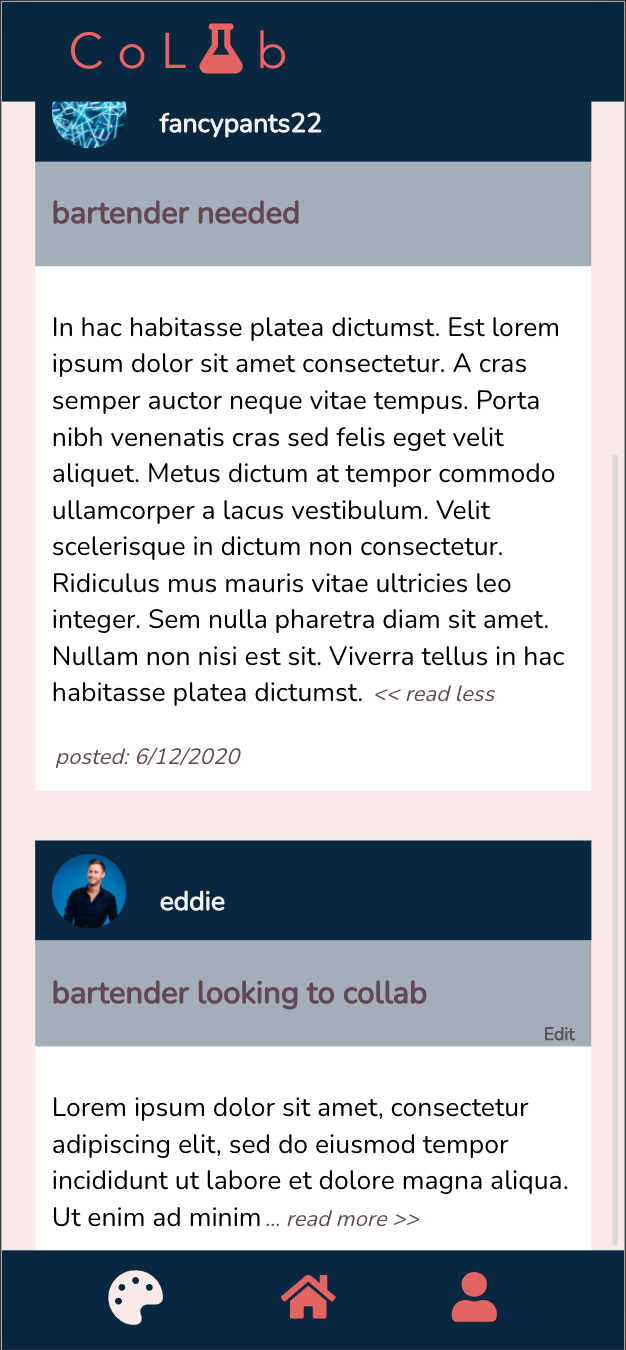 CoL b
fancypants22
bartender needed
In hac habitasse platea dictumst. Est lorem
ipsum dolor sit amet consectetur. A cras
semper auctor neque vitae tempus. Porta
nibh venenatis cras sed felis eget velit
aliquet. Metus dictum at tempor commodo
ullamcorper a lacus vestibulum. Velit
scelerisque in dictum non consectetur.
Ridiculus mus mauris vitae ultricies leo
integer. Sem nulla pharetra diam sit amet.
Nullam non nisi est sit. Viverra tellus in hac
habitasse platea dictumst. << read less
posted: 6/12/2020
eddie
bartender looking to collab
Edit
Lorem ipsum dolor sit amet, consectetur
adipiscing elit, sed do eiusmod tempor
incididunt ut labore et dolore magna aliqua.
Ut enim ad minim ... read more >>